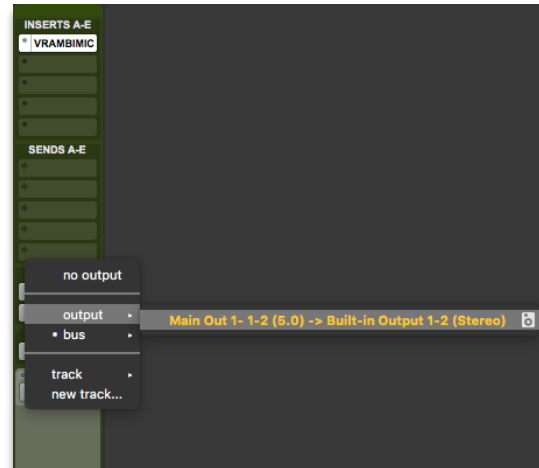 INSERTS A-E
VRAMBIMIC
SENDS A-E
no output
output
Main Out 1- 1-2 (5.0) -> Built-in Output 1-2 (Stereo)
• bus
track
new track...